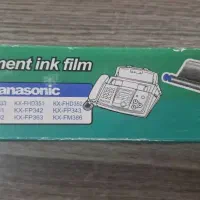 ment ink film
Panasonic
KX-FHD351 KX-FHD352
KX-FP342 KX-FP343
KX-FP363 KX-FM386